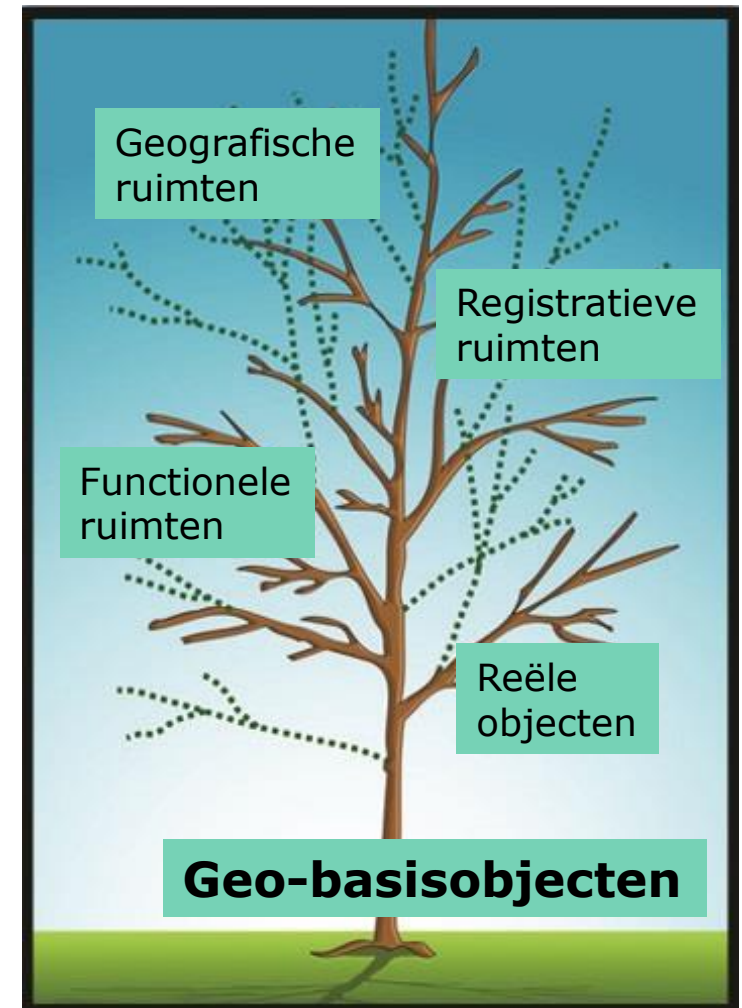 Geografische
ruimten
Registratieve
ruimten
Functionele
ruimten
Reële
objecten
Geo-basisobjecten